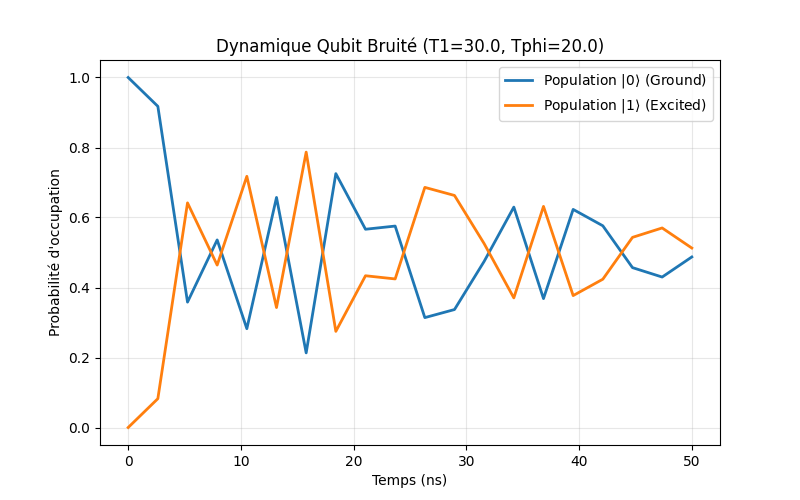 Dynamique Qubit Bruité (T1=30.0, Tphi=20.0)
Population |0⟩ (Ground)
Population |1⟩ (Excited)
Probabilité d'occupation
1.0
0.8
0.6
0.4
0.2
0.0
0 10 20 30 40 50
Temps (ns)